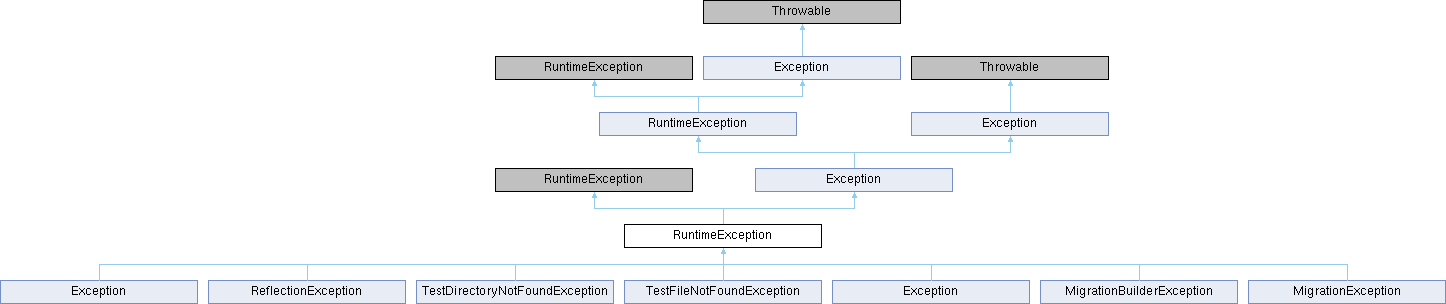 Throwable
RuntimeException
Exception
Throwable
RuntimeException
Exception
RuntimeException
Exception
RuntimeException
Exception
ReflectionException
TestDirectoryNotFoundException
TestFileNotFoundException
Exception
MigrationBuilderException
MigrationException